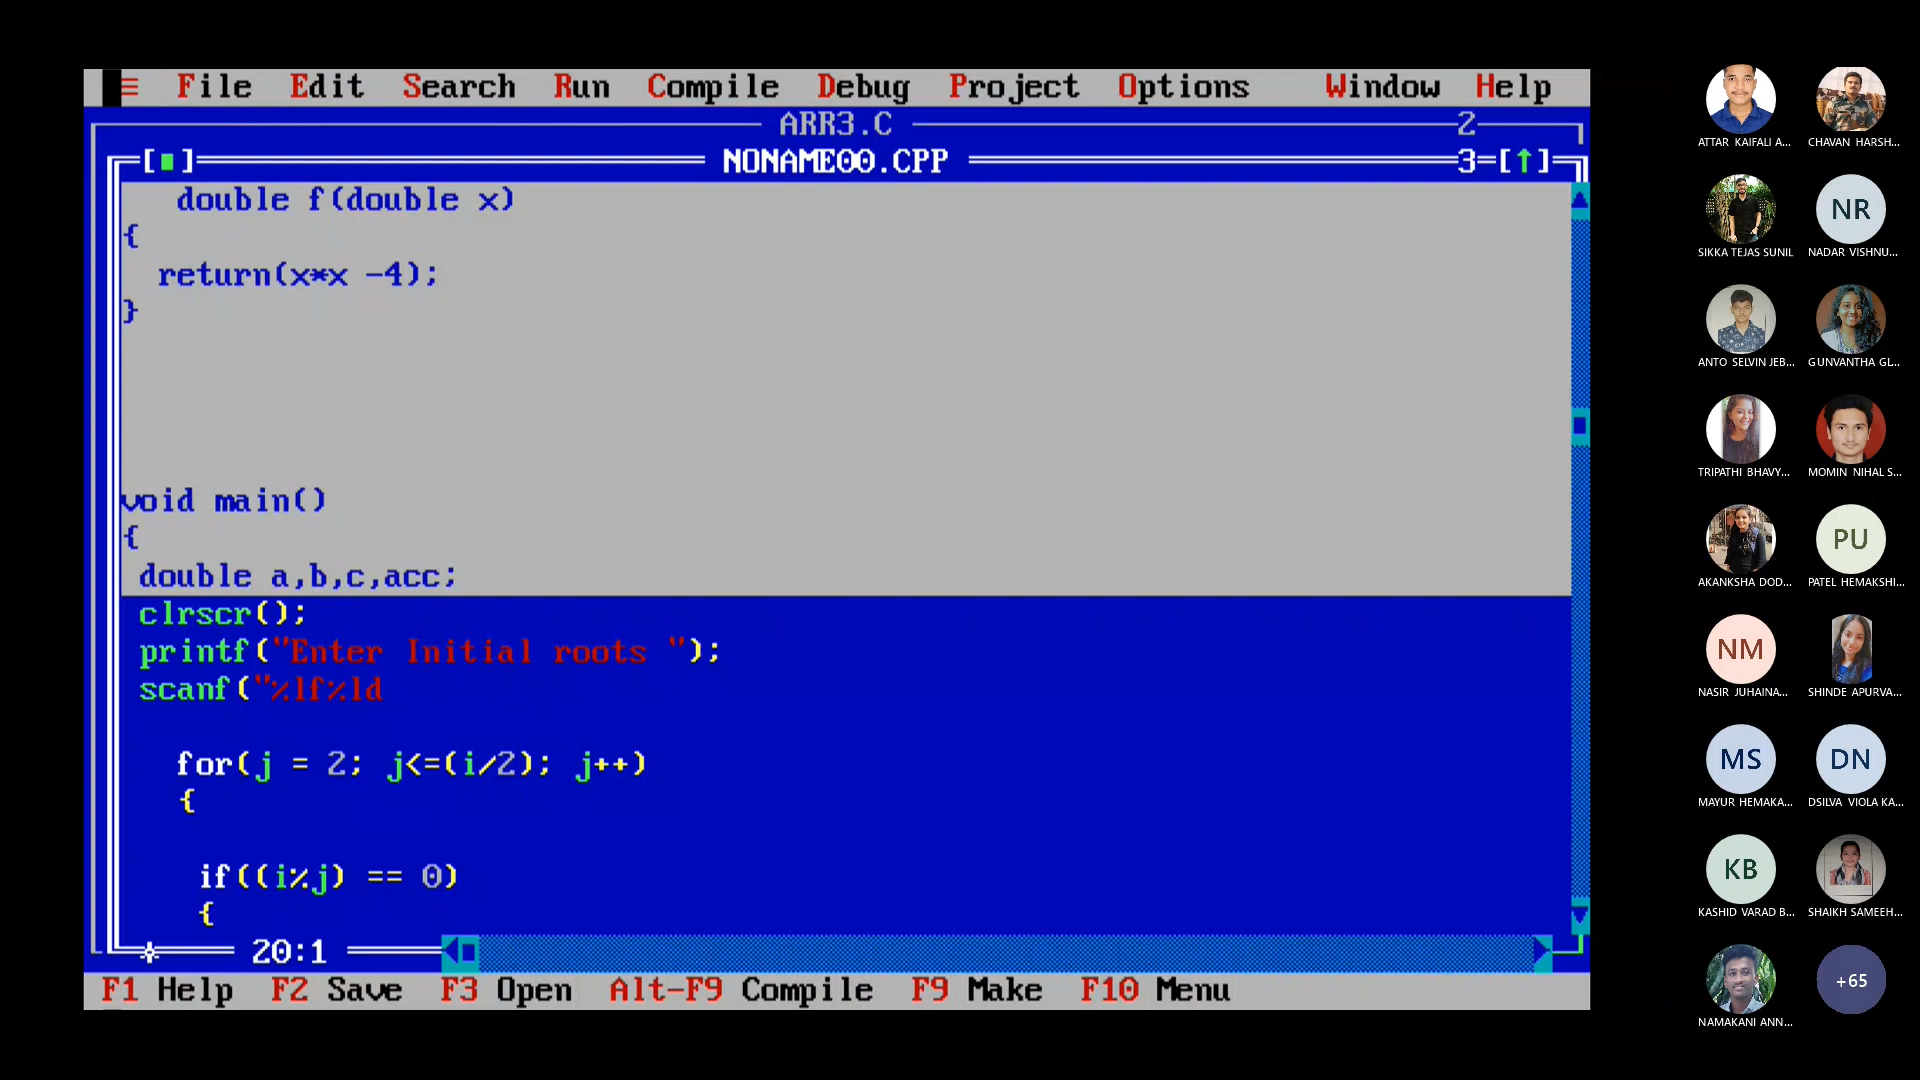 ≡ File Edit Search Run Compile Debug Project Options Window Help
ARR3.C 2
[■] NONAME00.CPP 3=[↑]
double f(double x)
{
return(x*x -4);
}
void main()
{
double a,b,c,acc;
clrscr();
printf("Enter Initial roots ");
scanf("%lf%ld
for(j = 2; j<=(i/2); j++)
{
if((i%j) == 0)
{
20:1
F1 Help F2 Save F3 Open Alt-F9 Compile F9 Make F10 Menu
ATTAR KAIFALI A...
CHAVAN HARSH...
SIKKA TEJAS SUNIL
NR
NADAR VISHNU...
ANTO SELVIN JEB...
GUNVANTHA GL...
TRIPATHI BHAVY...
MOMIN NIHAL S...
AKANKSHA DOD...
PU
PATEL HEMAKSHI...
NM
NASIR JUHAINA...
SHINDE APURVA...
MS
MAYUR HEMAKA...
DN
DSILVA VIOLA KA...
KB
KASHID VARAD B...
SHAIKH SAMEEH...
NAMAKANI ANN...
+65